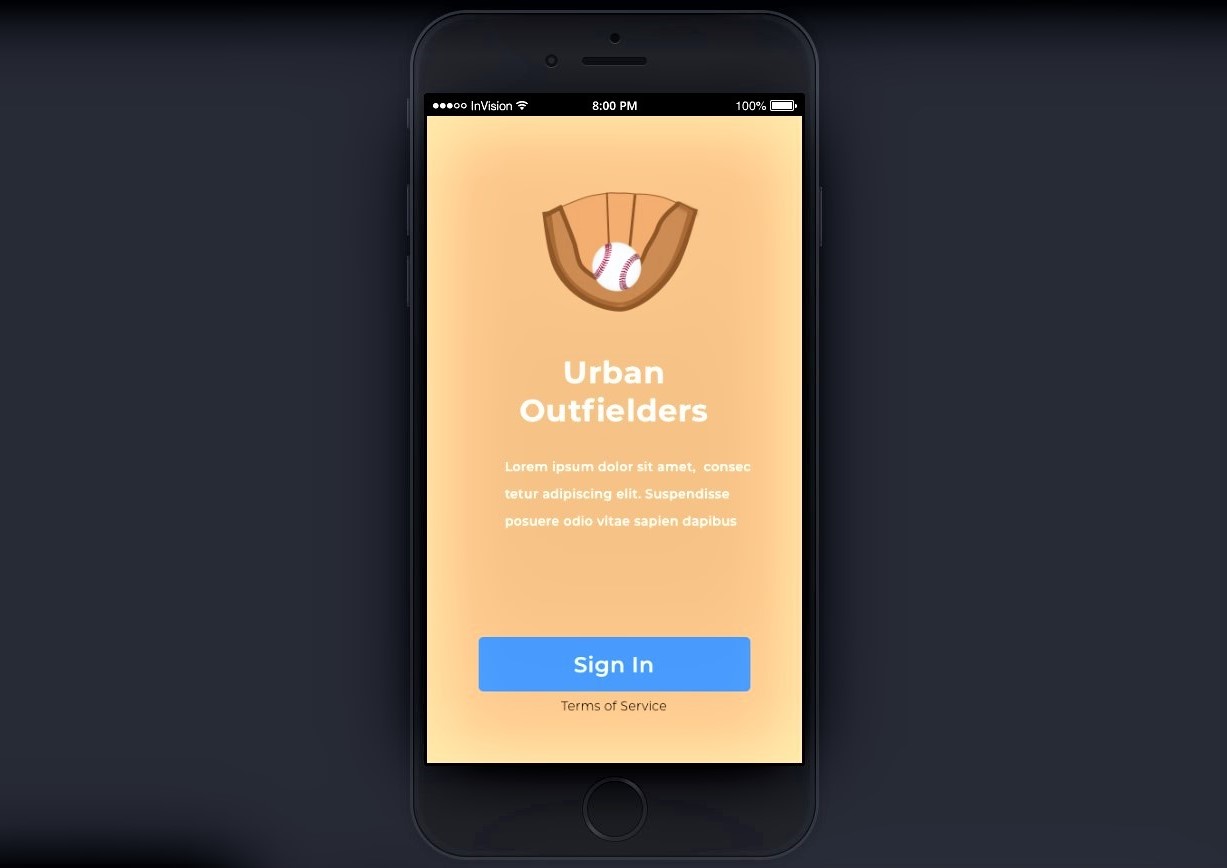 InVision 8:00 PM 100%
Urban
Outfielders
Lorem ipsum dolor sit amet,  consec
tetur adipiscing elit. Suspendisse
posuere odio vitae sapien dapibus
Sign In
Terms of Service